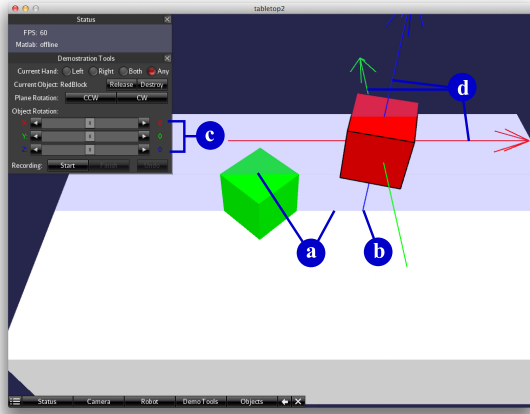 tabletop2
Status
FPS: 60
Matlab: offline
Demostration Tools
Current Hand: Left Right Both Any
Current Object: RedBlock Release Destroy
Plane Rotation: CCW CW
Object Rotation:
X: 0
Y: 0
Z: 0
Recording: Start
a
b
c
d
Status Camera Robot Demo Tools Objects